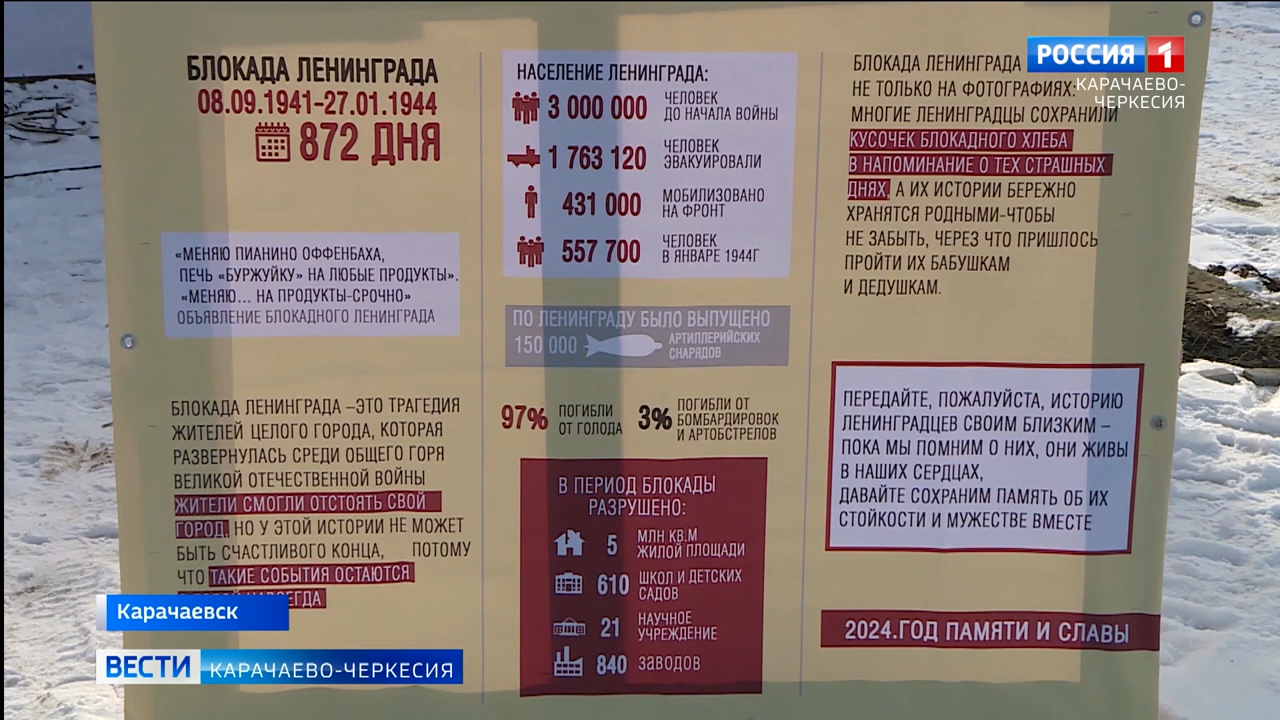 БЛОКАДА ЛЕНИНГРАДА
08.09.1941-27.01.1944
872 ДНЯ
«МЕНЯЮ ПИАНИНО ОФФЕНБАХА,
ПЕЧЬ «БУРЖУЙКУ» НА ЛЮБЫЕ ПРОДУКТЫ».
«МЕНЯЮ... НА ПРОДУКТЫ-СРОЧНО»
ОБЪЯВЛЕНИЕ БЛОКАДНОГО ЛЕНИНГРАДА
БЛОКАДА ЛЕНИНГРАДА –ЭТО ТРАГЕДИЯ
ЖИТЕЛЕЙ ЦЕЛОГО ГОРОДА, КОТОРАЯ
РАЗВЕРНУЛАСЬ СРЕДИ ОБЩЕГО ГОРЯ
ВЕЛИКОЙ ОТЕЧЕСТВЕННОЙ ВОЙНЫ
ЖИТЕЛИ СМОГЛИ ОТСТОЯТЬ СВОЙ
ГОРОД, НО У ЭТОЙ ИСТОРИИ НЕ МОЖЕТ
БЫТЬ СЧАСТЛИВОГО КОНЦА, ПОТОМУ
ЧТО ТАКИЕ СОБЫТИЯ ОСТАЮТСЯ
НАСЕЛЕНИЕ ЛЕНИНГРАДА:
3 000 000 ЧЕЛОВЕК
ДО НАЧАЛА ВОЙНЫ
1 763 120 ЧЕЛОВЕК
ЭВАКУИРОВАЛИ
431 000 МОБИЛИЗОВАНО
НА ФРОНТ
557 700 ЧЕЛОВЕК
В ЯНВАРЕ 1944Г
ПО ЛЕНИНГРАДУ БЫЛО ВЫПУЩЕНО
150 000 АРТИЛЛЕРИЙСКИХ
СНАРЯДОВ
97% ПОГИБЛИ
ОТ ГОЛОДА
3% ПОГИБЛИ ОТ
БОМБАРДИРОВОК
И АРТОБСТРЕЛОВ
В ПЕРИОД БЛОКАДЫ
РАЗРУШЕНО:
5 МЛН КВ.М
ЖИЛОЙ ПЛОЩАДИ
610 ШКОЛ И ДЕТСКИХ
САДОВ
21 НАУЧНОЕ
УЧРЕЖДЕНИЕ
840 ЗАВОДОВ
БЛОКАДА ЛЕНИНГРАДА
НЕ ТОЛЬКО НА ФОТОГРАФИЯХ:
МНОГИЕ ЛЕНИНГРАДЦЫ СОХРАНИЛИ
КУСОЧЕК БЛОКАДНОГО ХЛЕБА
В НАПОМИНАНИЕ О ТЕХ СТРАШНЫХ
ДНЯХ, А ИХ ИСТОРИИ БЕРЕЖНО
ХРАНЯТСЯ РОДНЫМИ-ЧТОБЫ
НЕ ЗАБЫТЬ, ЧЕРЕЗ ЧТО ПРИШЛОСЬ
ПРОЙТИ ИХ БАБУШКАМ
И ДЕДУШКАМ.
ПЕРЕДАЙТЕ, ПОЖАЛУЙСТА, ИСТОРИЮ
ЛЕНИНГРАДЦЕВ СВОИМ БЛИЗКИМ –
ПОКА МЫ ПОМНИМ О НИХ, ОНИ ЖИВЫ
В НАШИХ СЕРДЦАХ,
ДАВАЙТЕ СОХРАНИМ ПАМЯТЬ ОБ ИХ
СТОЙКОСТИ И МУЖЕСТВЕ ВМЕСТЕ
2024.ГОД ПАМЯТИ И СЛАВЫ
РОССИЯ 1
КАРАЧАЕВО-
ЧЕРКЕСИЯ
Карачаевск
ВЕСТИ КАРАЧАЕВО-ЧЕРКЕСИЯ